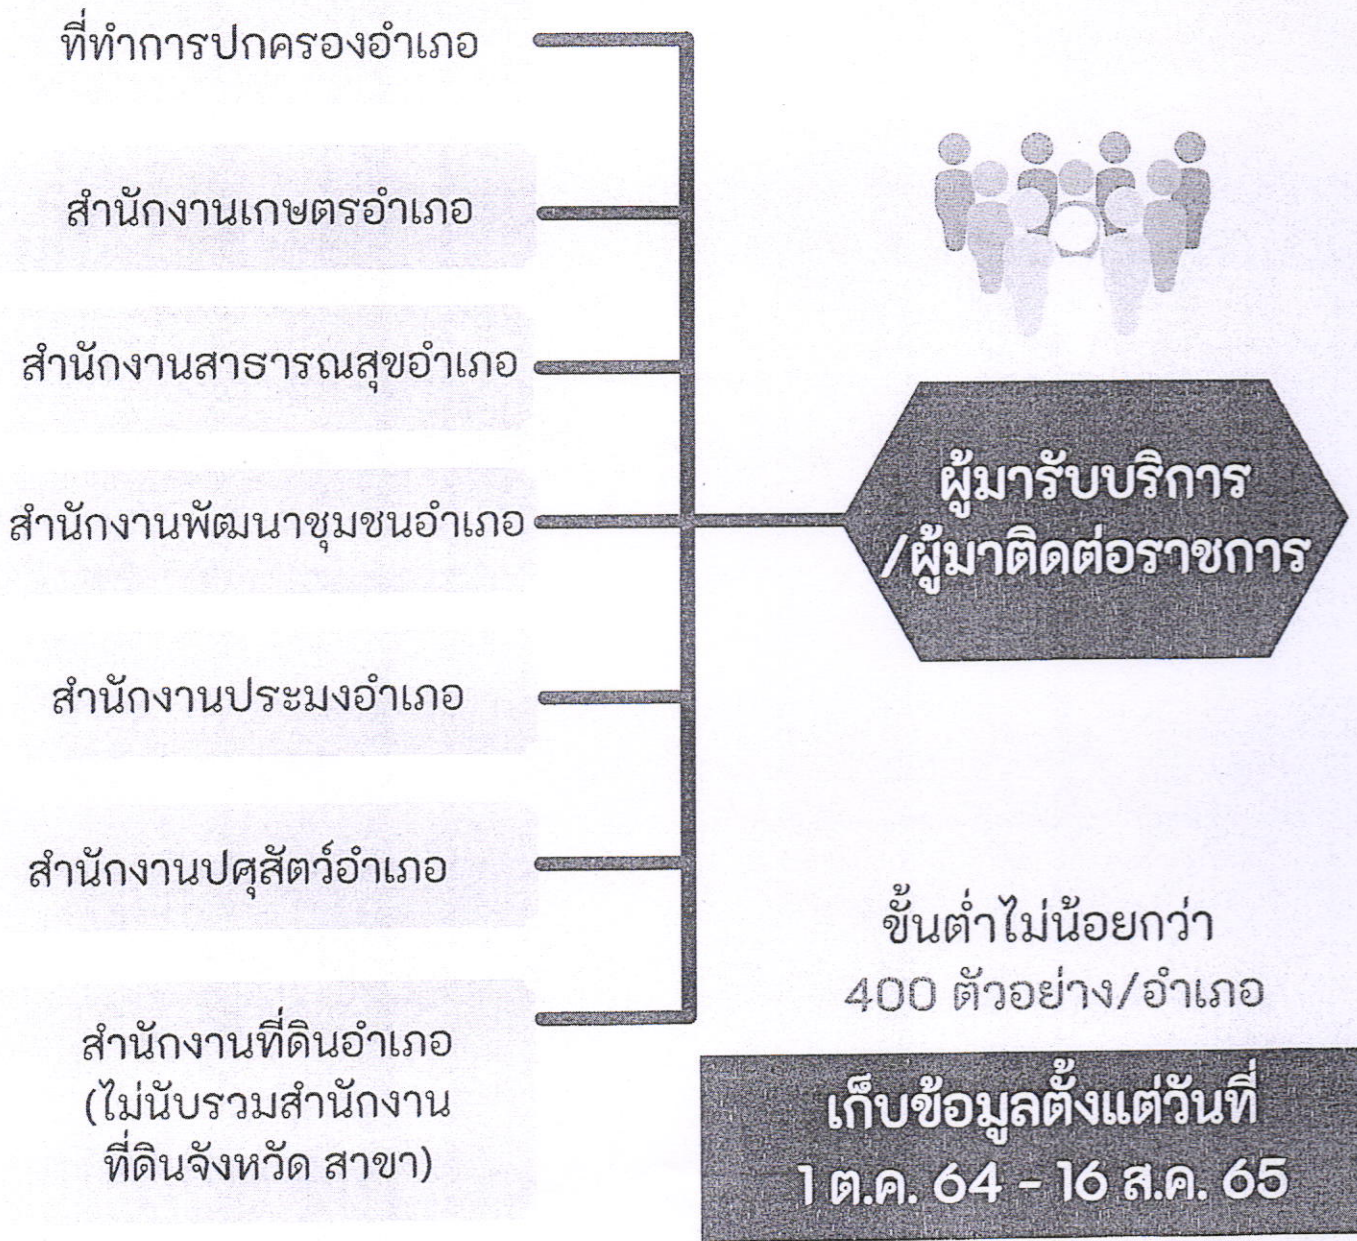 ที่ทำการปกครองอำเภอ
สำนักงานเกษตรอำเภอ
สำนักงานสาธารณสุขอำเภอ
สำนักงานพัฒนาชุมชนอำเภอ
สำนักงานประมงอำเภอ
สำนักงานปศุสัตว์อำเภอ
สำนักงานที่ดินอำเภอ
(ไม่นับรวมสำนักงาน
ที่ดินจังหวัด สาขา)
ผู้มารับบริการ
/ผู้มาติดต่อราชการ
ขั้นต่ำไม่น้อยกว่า
400 ตัวอย่าง/อำเภอ
เก็บข้อมูลตั้งแต่วันที่
1 ต.ค. 64 - 16 ส.ค. 65